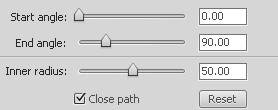 Start angle: 0.00
End angle: 90.00
Inner radius: 50.00
Close path Reset